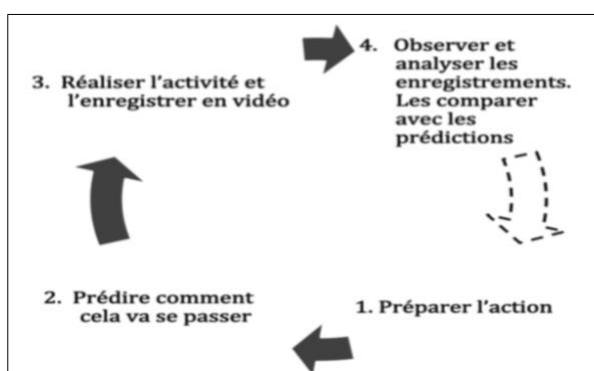 4. Observer et
analyser les
enregistrements.
Les comparer
avec les
prédictions
3. Réaliser l'activité et
l'enregistrer en vidéo
2. Prédire comment
cela va se passer
1. Préparer l'action